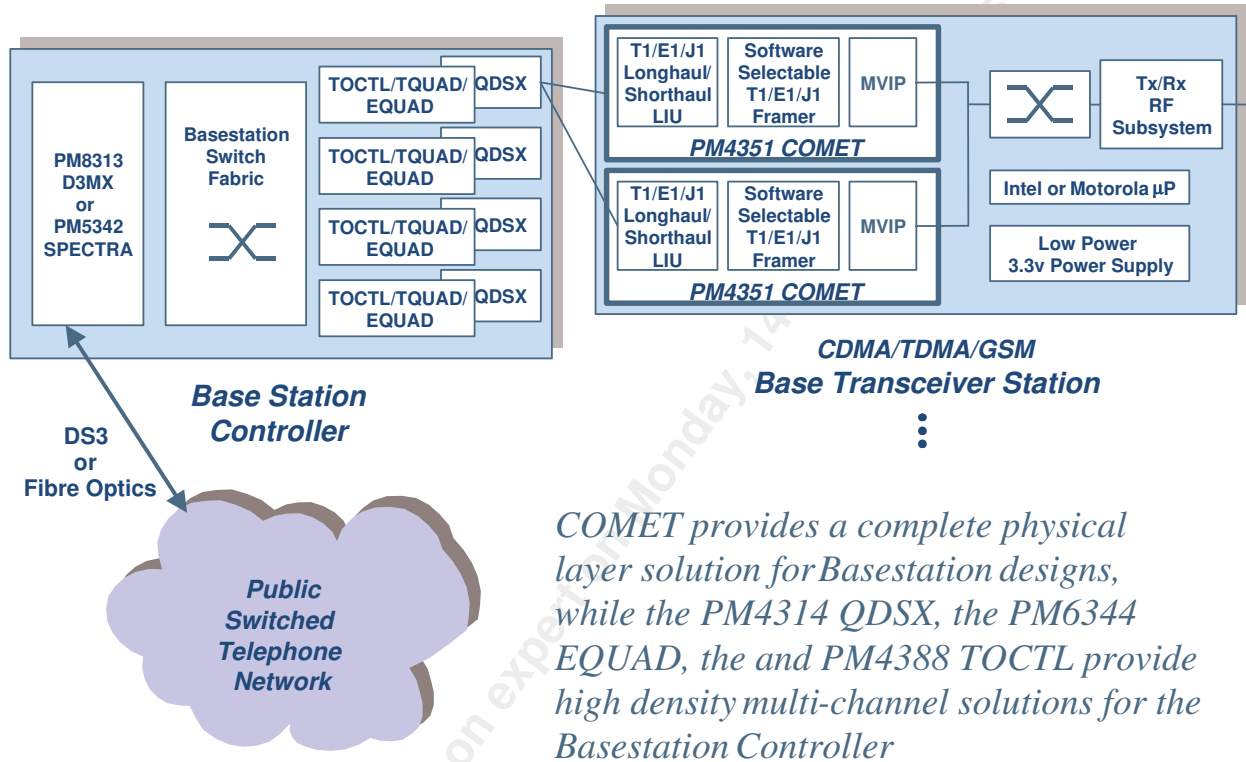 PM8313
D3MX
or
PM5342
SPECTRA
Basestation
Switch
Fabric
TOCTL/TQUAD/
EQUAD
QDSX
TOCTL/TQUAD/
EQUAD
QDSX
TOCTL/TQUAD/
EQUAD
QDSX
TOCTL/TQUAD/
EQUAD
QDSX
Base Station
Controller
T1/E1/J1
Longhaul/
Shorthaul
LIU
Software
Selectable
T1/E1/J1
Framer
MVIP
PM4351 COMET
T1/E1/J1
Longhaul/
Shorthaul
LIU
Software
Selectable
T1/E1/J1
Framer
MVIP
PM4351 COMET
Tx/Rx
RF
Subsystem
Intel or Motorola µP
Low Power
3.3v Power Supply
CDMA/TDMA/GSM
Base Transceiver Station
DS3
or
Fibre Optics
Public
Switched
Telephone
Network
COMET provides a complete physical
layer solution for Basestation designs,
while the PM4314 QDSX, the PM6344
EQUAD, the and PM4388 TOCTL provide
high density multi-channel solutions for the
Basestation Controller
on expert on Monday, 14